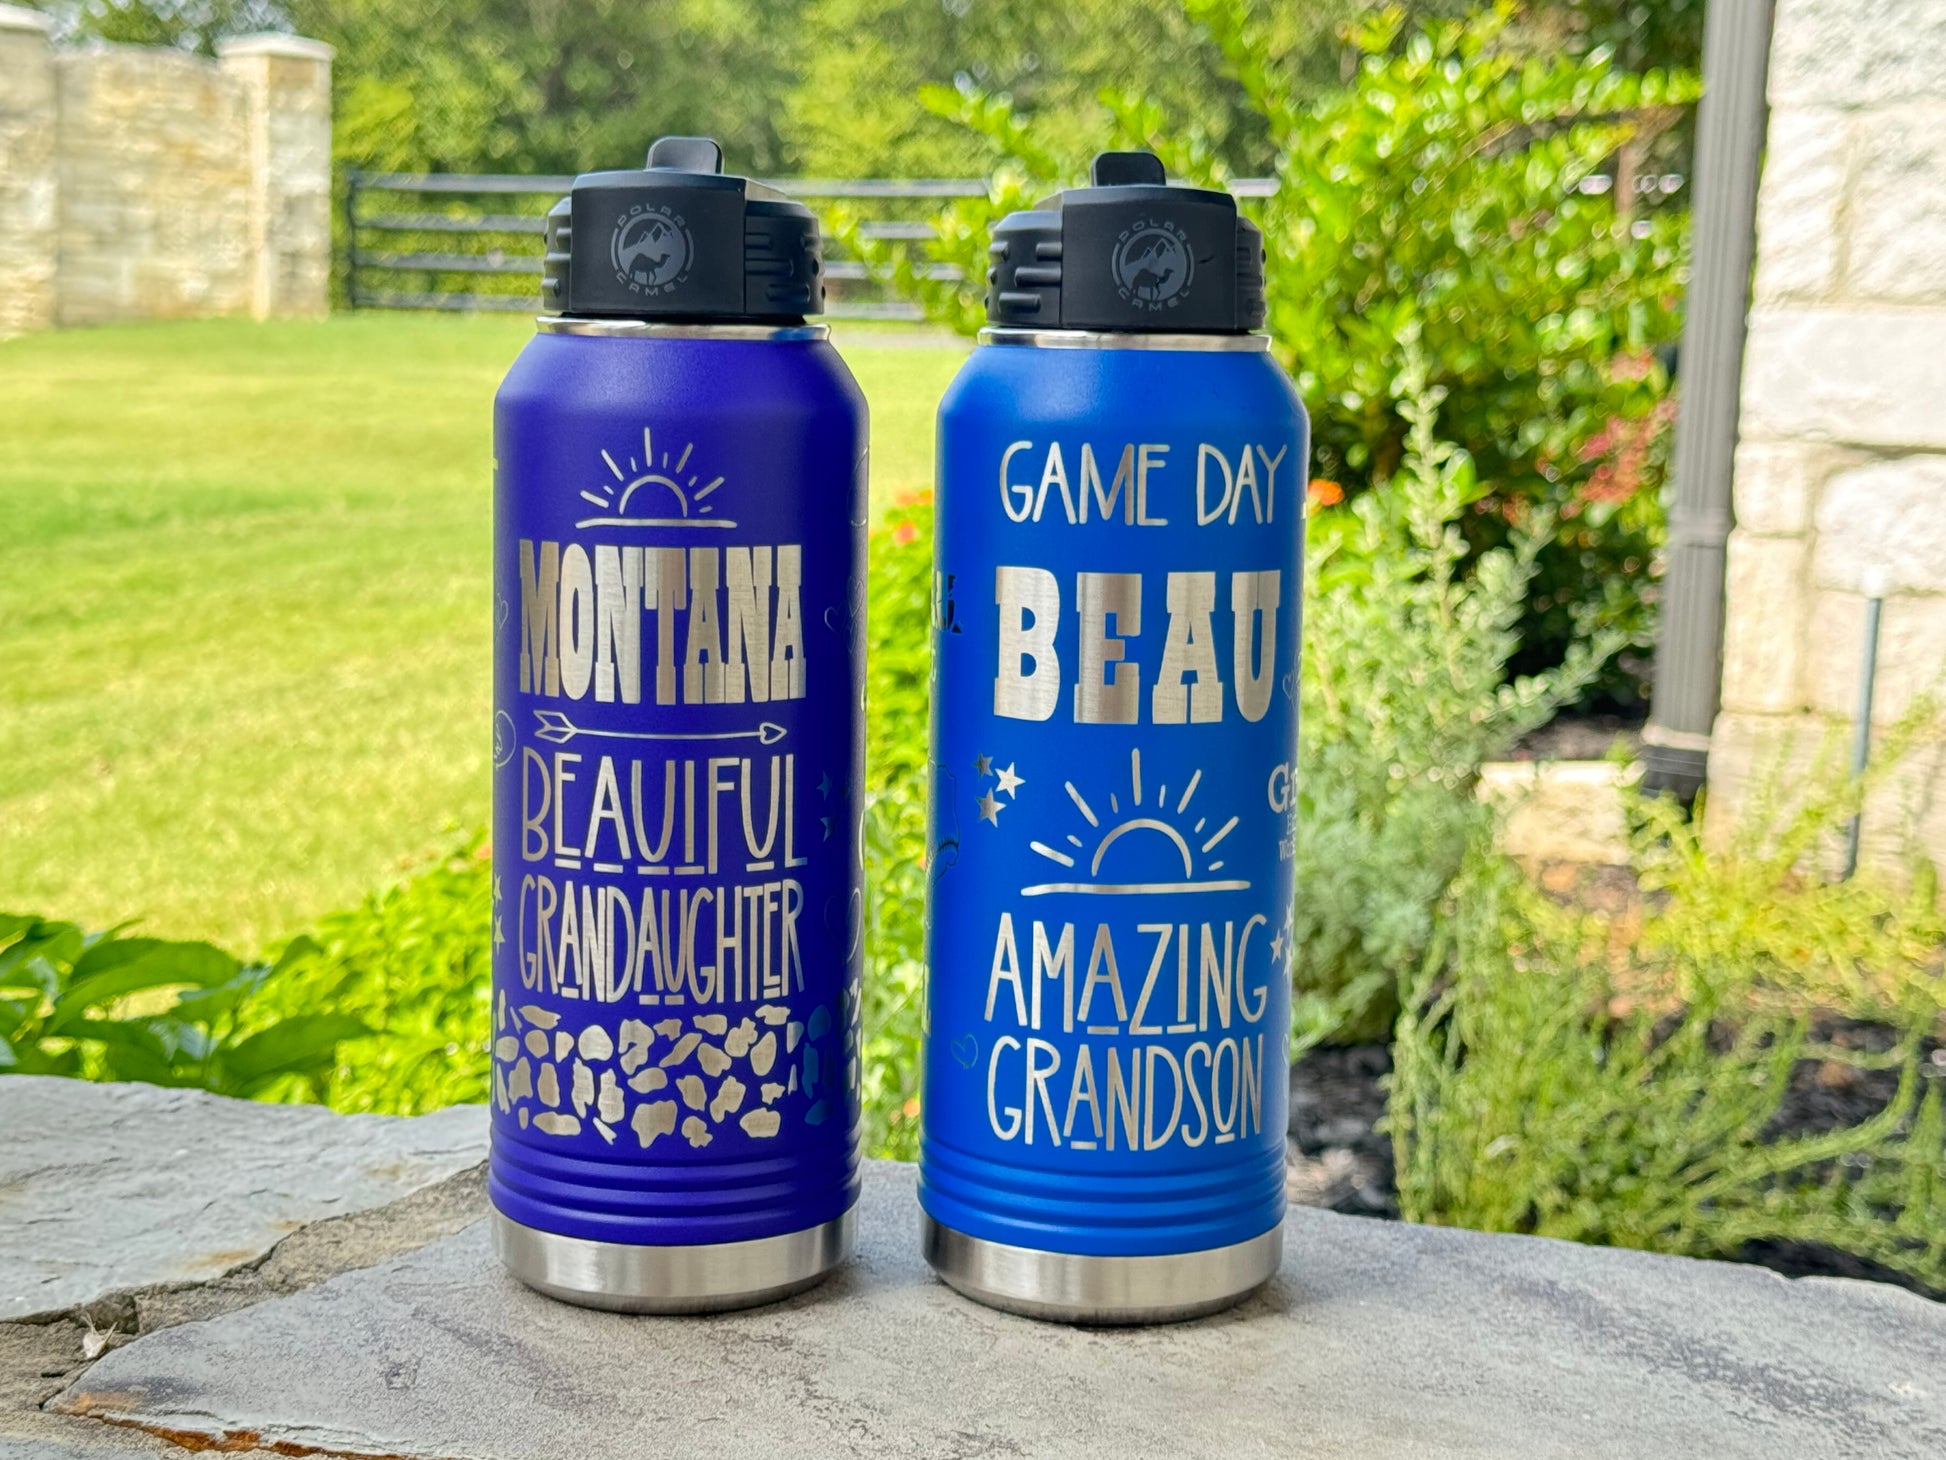 POLAR
CAMEL
MONTANA
BEAUIFUL
GRANDAUGHTER
POLAR
CAMEL
GAME DAY
BEAU
AMAZING
GRANDSON